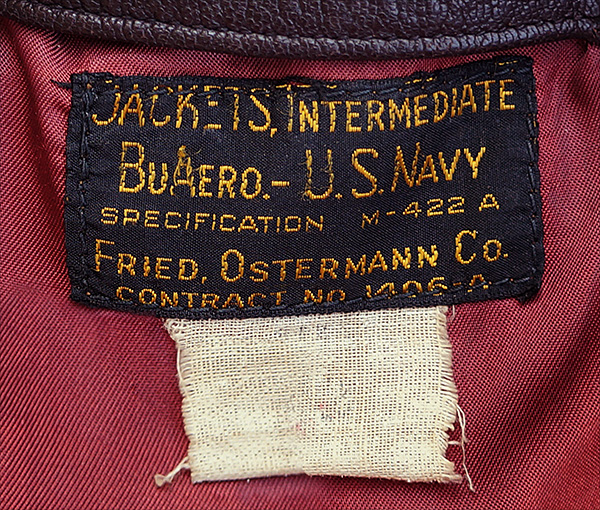 JACKETS, INTERMEDIATE
BUAERO.- U.S. NAVY
SPECIFICATION M-422 A
FRIED, OSTERMANN CO.
CONTRACT NO. 1406-A